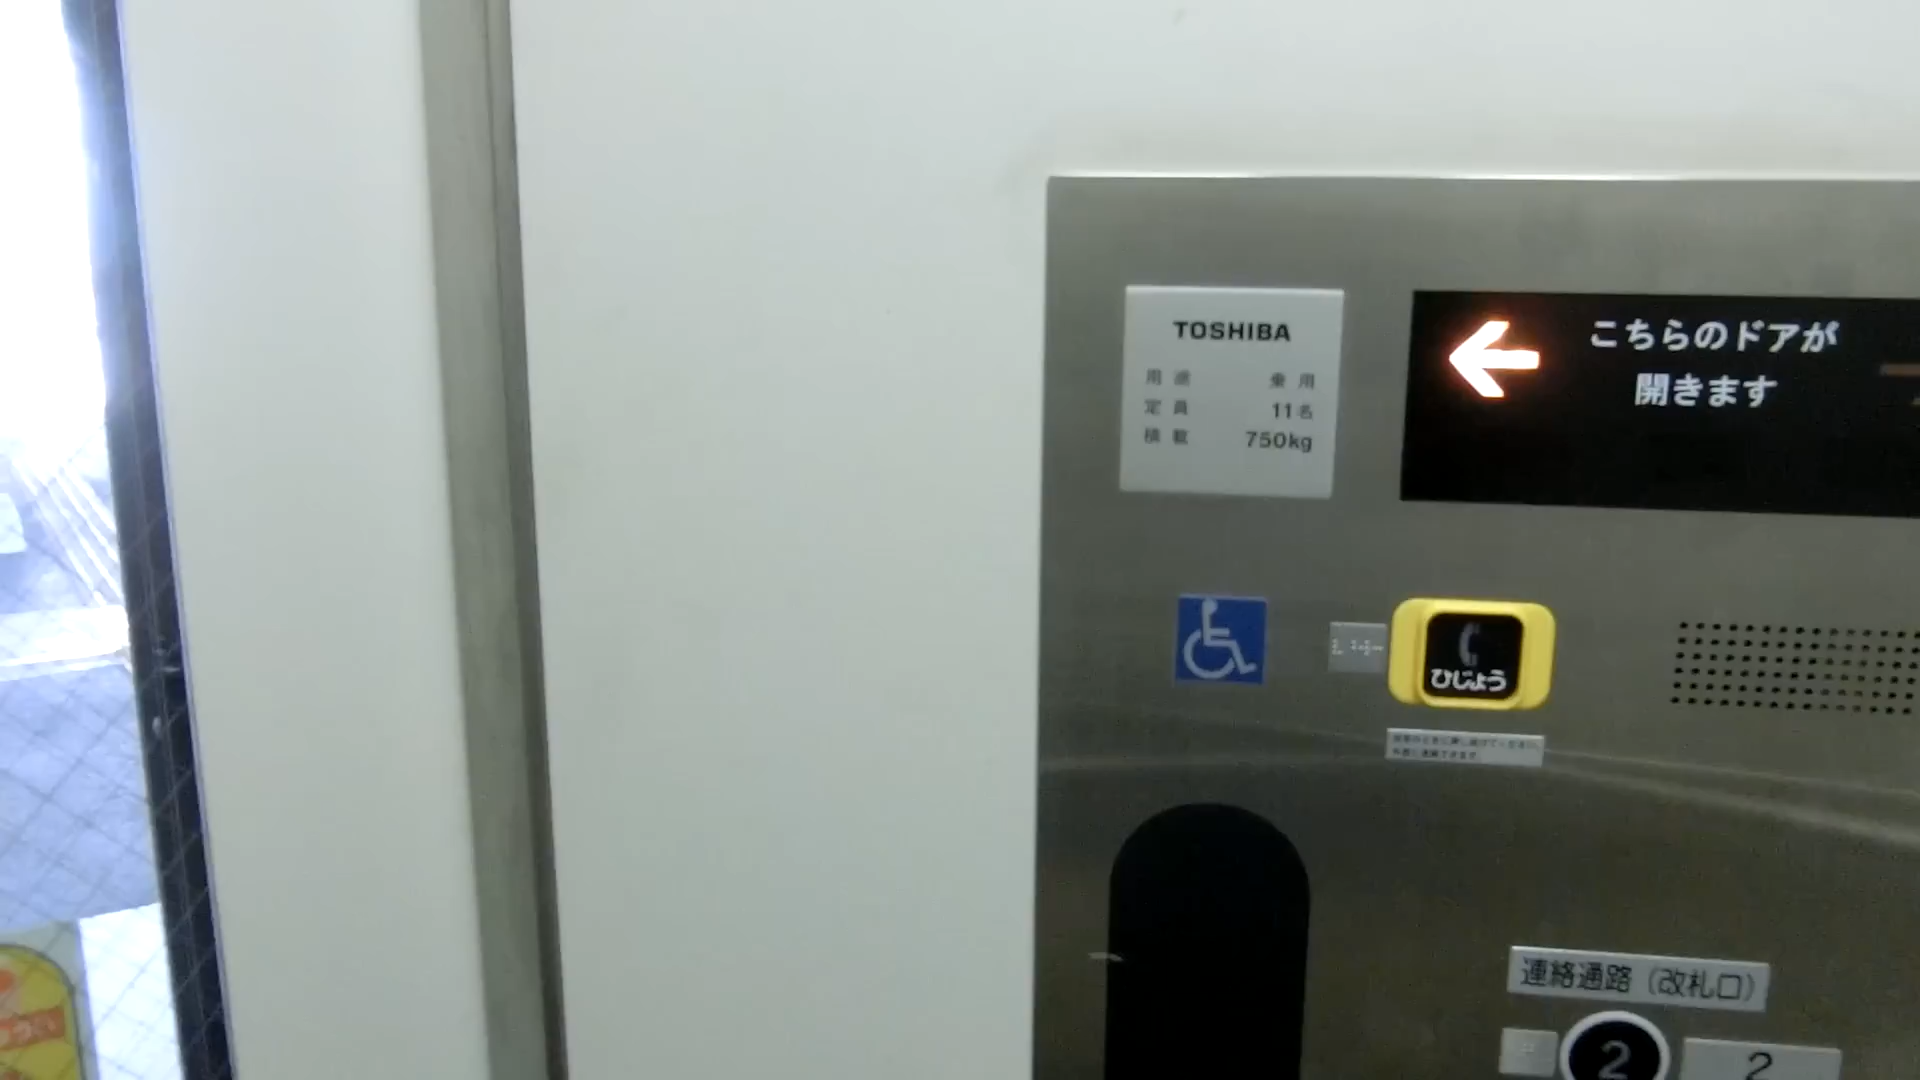 TOSHIBA
用途 乗用
定員 11名
積載 750kg
こちらのドアが
開きます
ひじょう
連絡通路（改札口）
2
2